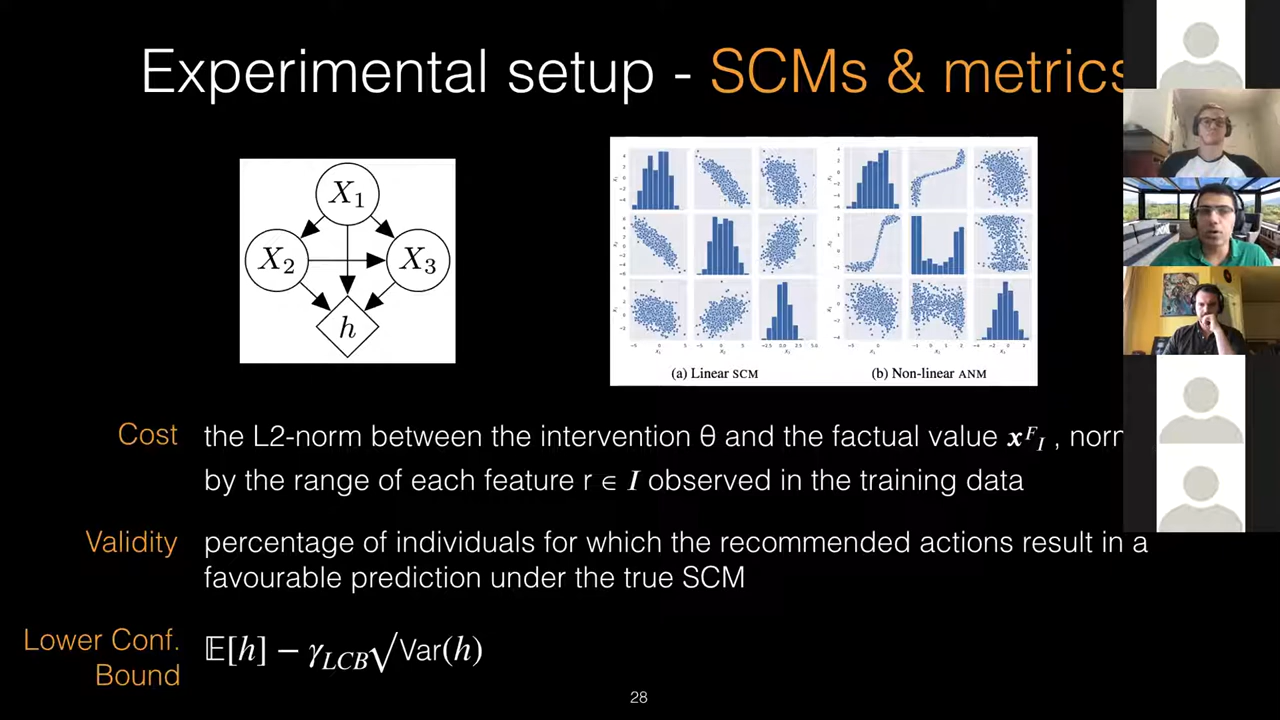 Experimental setup - SCMs & metrics
X₁
X₂
X₃
h
(a) Linear SCM
(b) Non-linear ANM
Cost
the L2-norm between the intervention θ and the factual value x^F_I , norm
by the range of each feature r ∈ I observed in the training data
Validity
percentage of individuals for which the recommended actions result in a
favourable prediction under the true SCM
Lower Conf.
Bound
𝔼[h] − γ_LCB√Var(h)
28